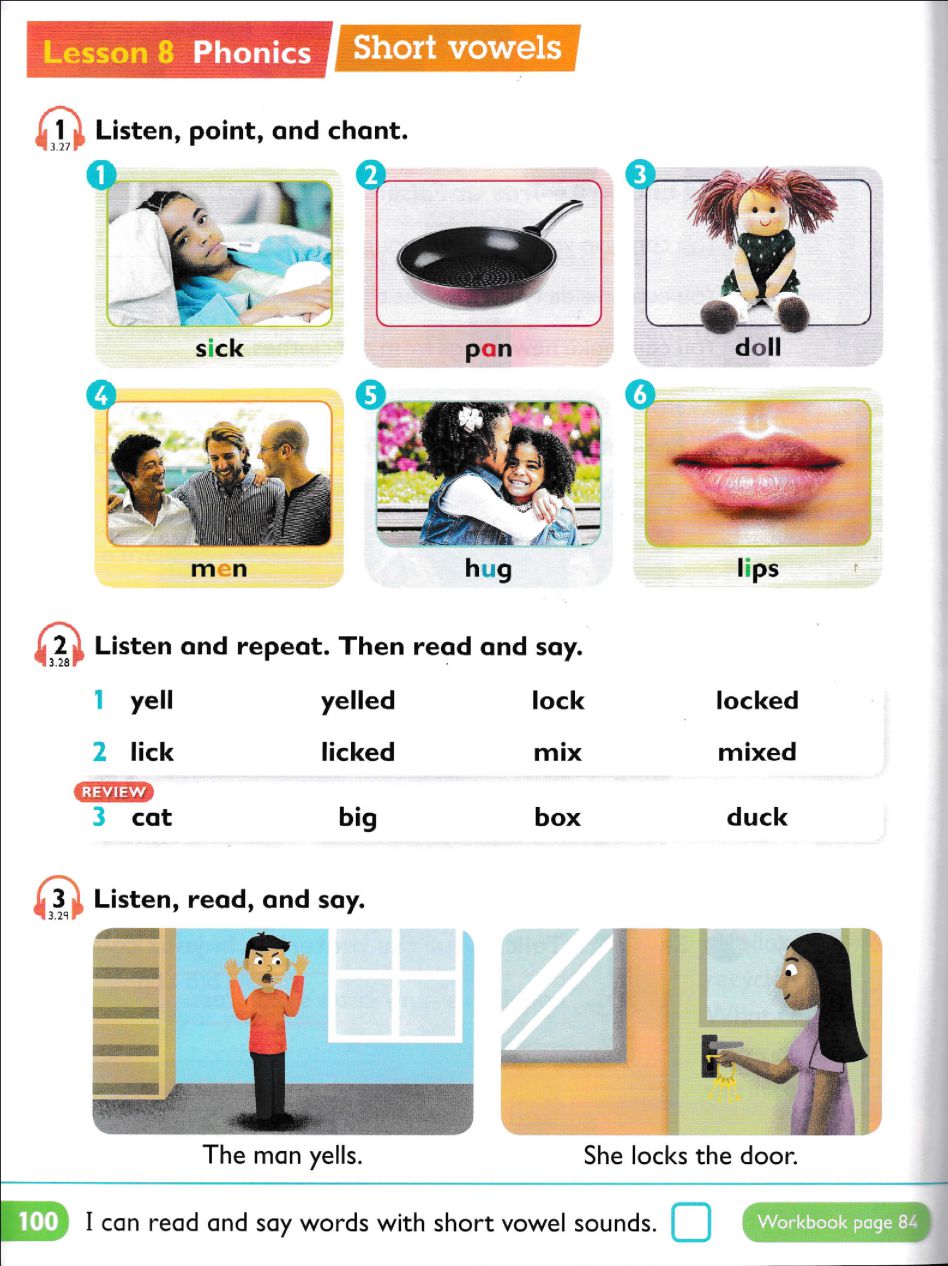 Lesson 8 Phonics Short vowels
1 Listen, point, and chant.
3.27
1 2 3
sick pan doll
4 5 6
men hug lips
2 Listen and repeat. Then read and say.
3.28
1 yell yelled lock locked
2 lick licked mix mixed
REVIEW
3 cat big box duck
3 Listen, read, and say.
3.29
The man yells. She locks the door.
100 I can read and say words with short vowel sounds. Workbook page 84